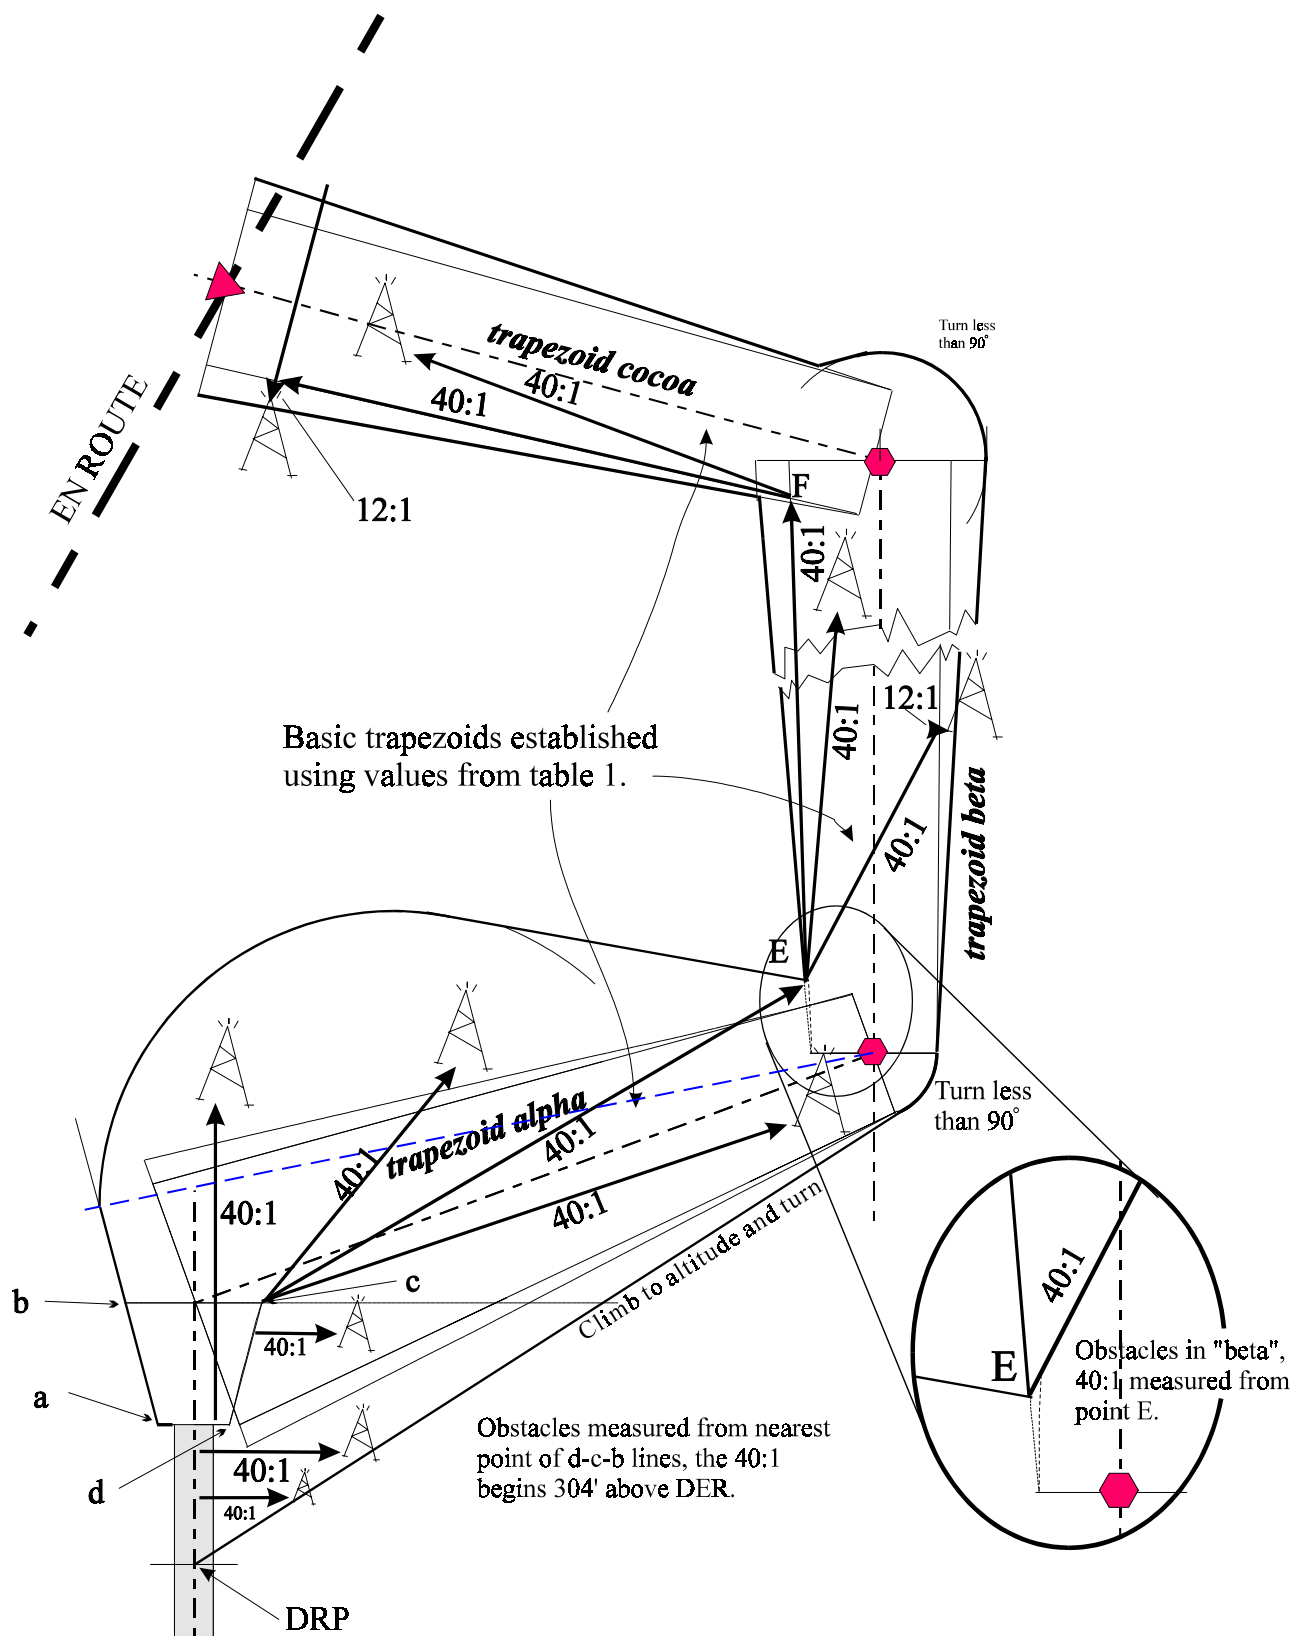 Turn less
than 90°
trapezoid cocoa
40:1
40:1
EN ROUTE
F
12:1
40:1
12:1
Basic trapezoids established
using values from table 1.
40:1
trapezoid beta
40:1
E
Turn less
than 90°
trapezoid alpha
40:1
40:1
40:1
40:1
Climb to altitude and turn
c
b
40:1
40:1
E
Obstacles in "beta",
40:1 measured from
point E.
a
Obstacles measured from nearest
point of d-c-b lines, the 40:1
begins 304' above DER.
40:1
d
40:1
DRP